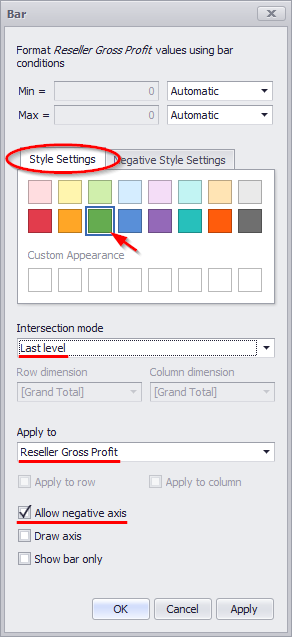 Bar
Format Reseller Gross Profit values using bar
conditions
Min = 0 Automatic
Max = 0 Automatic
Style Settings Negative Style Settings
Custom Appearance
Intersection mode
Last level
Row dimension Column dimension
[Grand Total] [Grand Total]
Apply to
Reseller Gross Profit
Apply to row Apply to column
Allow negative axis
Draw axis
Show bar only
OK Cancel Apply